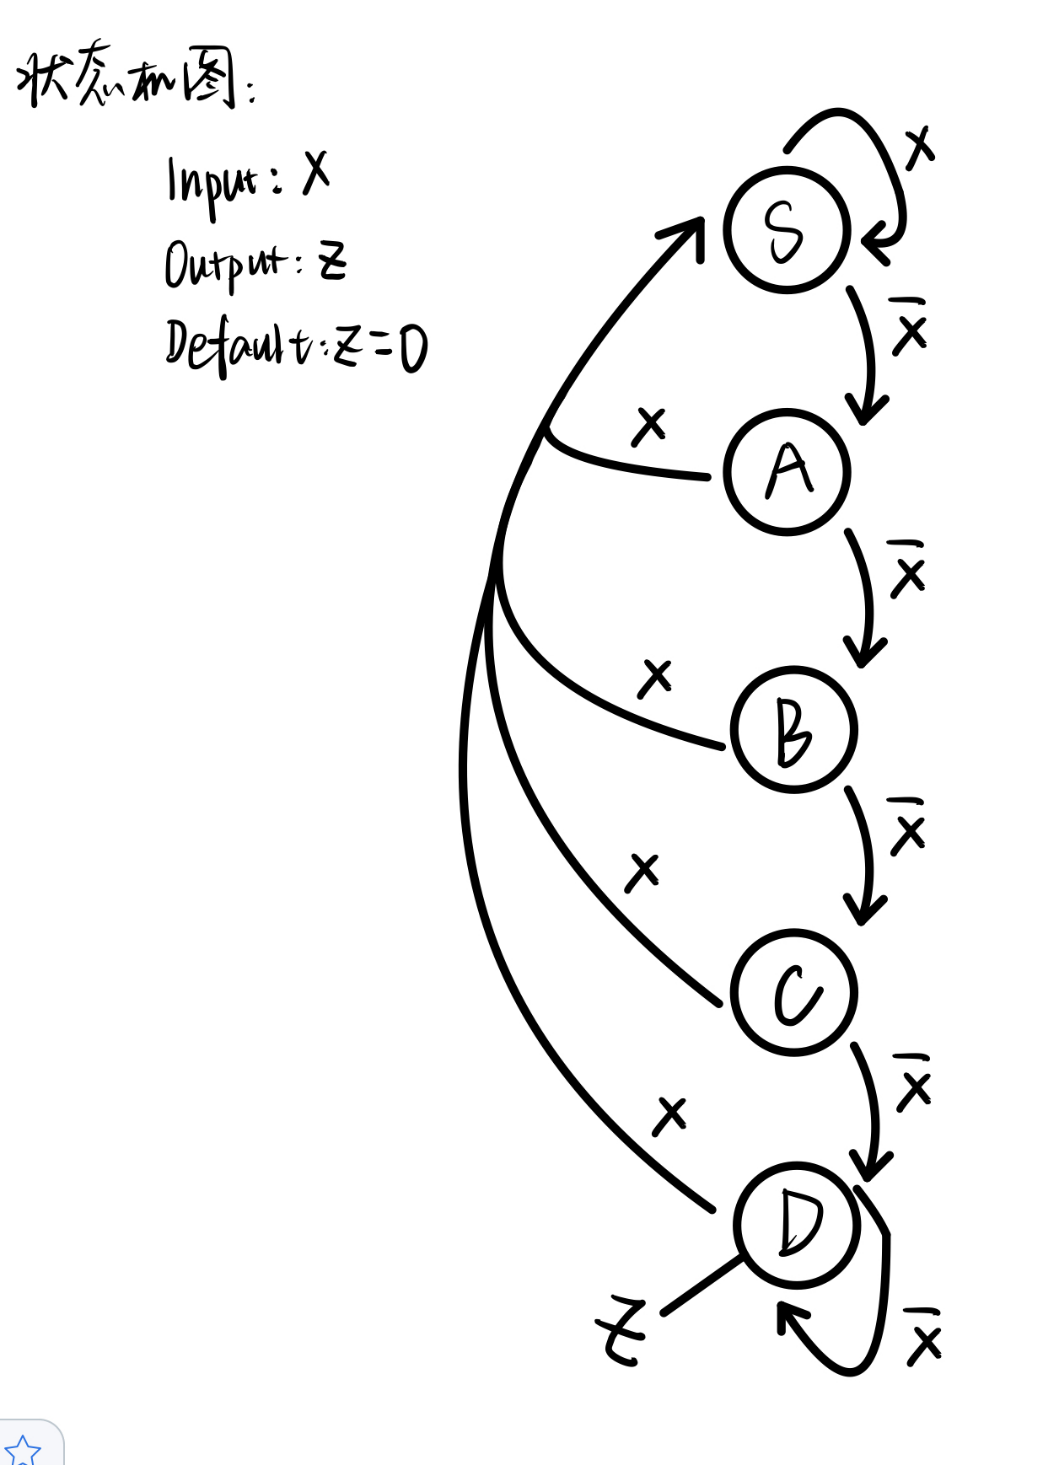 状态机图:
Input: X
Output: Z
Default: Z=0
X
S
X̅
A
X
X̅
B
X
X̅
C
X
X̅
D
X
Z
X̅